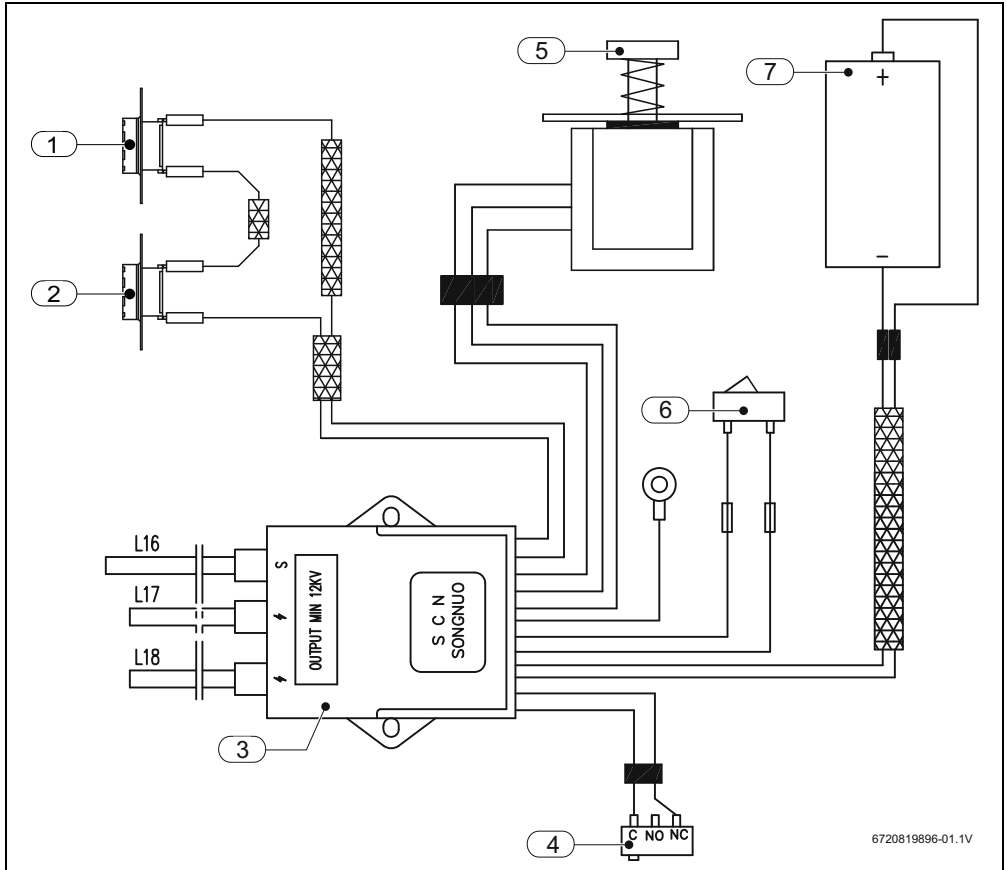 1
2
3
4
5
6
7
+
−
L16
L17
L18
S
OUTPUT MIN 12KV
S C N
SONGNUO
C NO NC
6720819896-01.1V